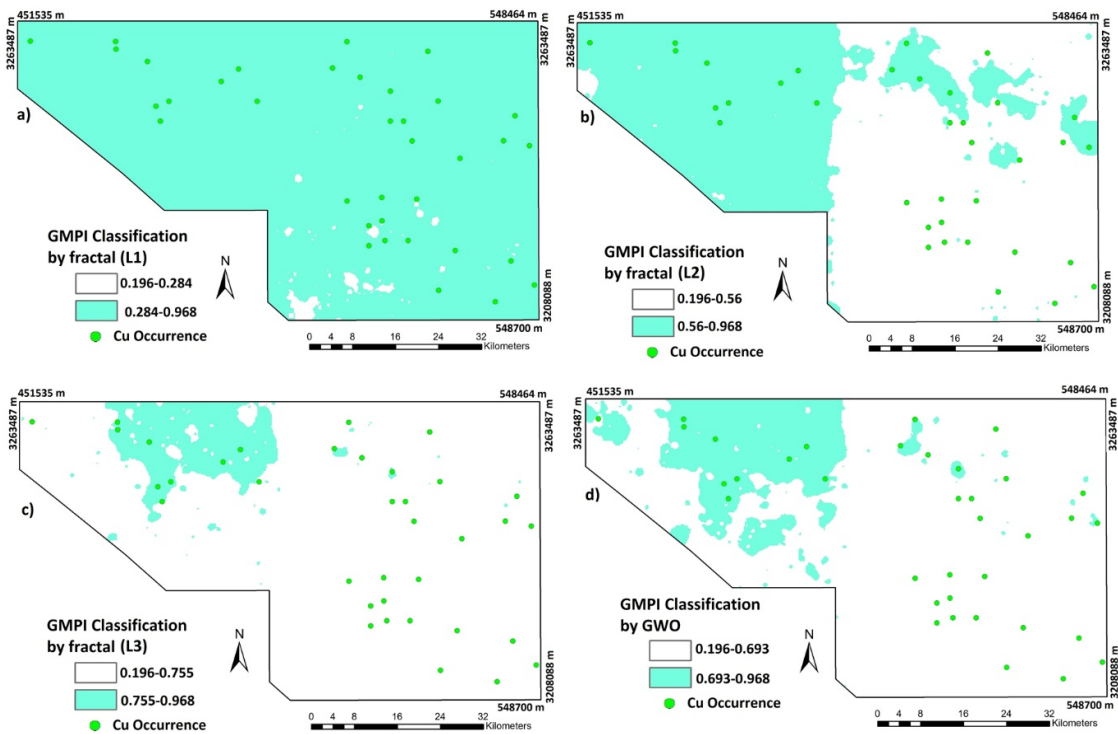 451535 m
548464 m
3263487 m
3263487 m
a)
GMPI Classification
by fractal (L1)
0.196-0.284
0.284-0.968
Cu Occurrence
N
0 4 8 16 24 32
Kilometers
3208088 m
548700 m
451535 m
548464 m
3263487 m
3263487 m
b)
GMPI Classification
by fractal (L2)
0.196-0.56
0.56-0.968
Cu Occurrence
N
0 4 8 16 24 32
Kilometers
3208088 m
548700 m
451535 m
548464 m
3263487 m
3263487 m
c)
GMPI Classification
by fractal (L3)
0.196-0.755
0.755-0.968
Cu Occurrence
N
0 4 8 16 24 32
Kilometers
3208088 m
548700 m
451535 m
548464 m
3263487 m
3263487 m
d)
GMPI Classification
by GWO
0.196-0.693
0.693-0.968
Cu Occurrence
N
0 4 8 16 24 32
Kilometers
3208088 m
548700 m